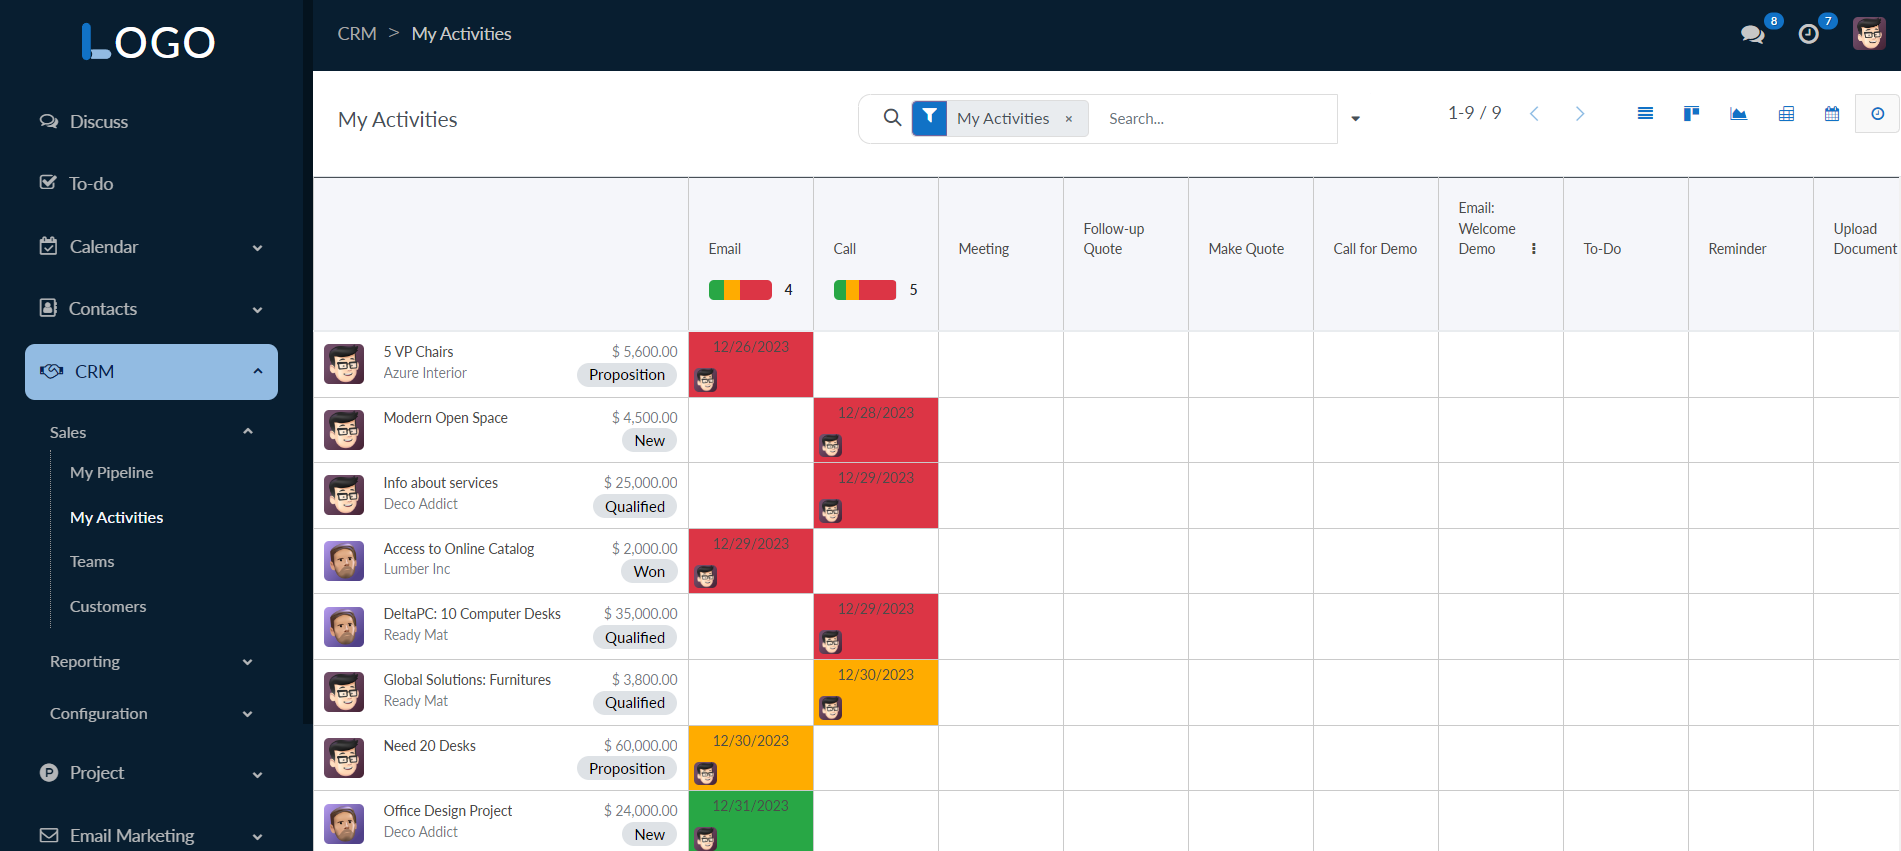 LOGO
CRM > My Activities
8
7
Discuss
To-do
Calendar
Contacts
CRM
Sales
My Pipeline
My Activities
Teams
Customers
Reporting
Configuration
Project
Email Marketing
My Activities
My Activities ×
Search...
1-9 / 9
Email
4
Call
5
Meeting
Follow-up
Quote
Make Quote
Call for Demo
Email:
Welcome
Demo
To-Do
Reminder
Upload
Document
5 VP Chairs $ 5,600.00 12/26/2023
Azure Interior Proposition
Modern Open Space $ 4,500.00 12/28/2023
New
Info about services $ 25,000.00 12/29/2023
Deco Addict Qualified
Access to Online Catalog $ 2,000.00 12/29/2023
Lumber Inc Won
DeltaPC: 10 Computer Desks $ 35,000.00 12/29/2023
Ready Mat Qualified
Global Solutions: Furnitures $ 3,800.00 12/30/2023
Ready Mat Qualified
Need 20 Desks $ 60,000.00 12/30/2023
Proposition
Office Design Project $ 24,000.00 12/31/2023
Deco Addict New